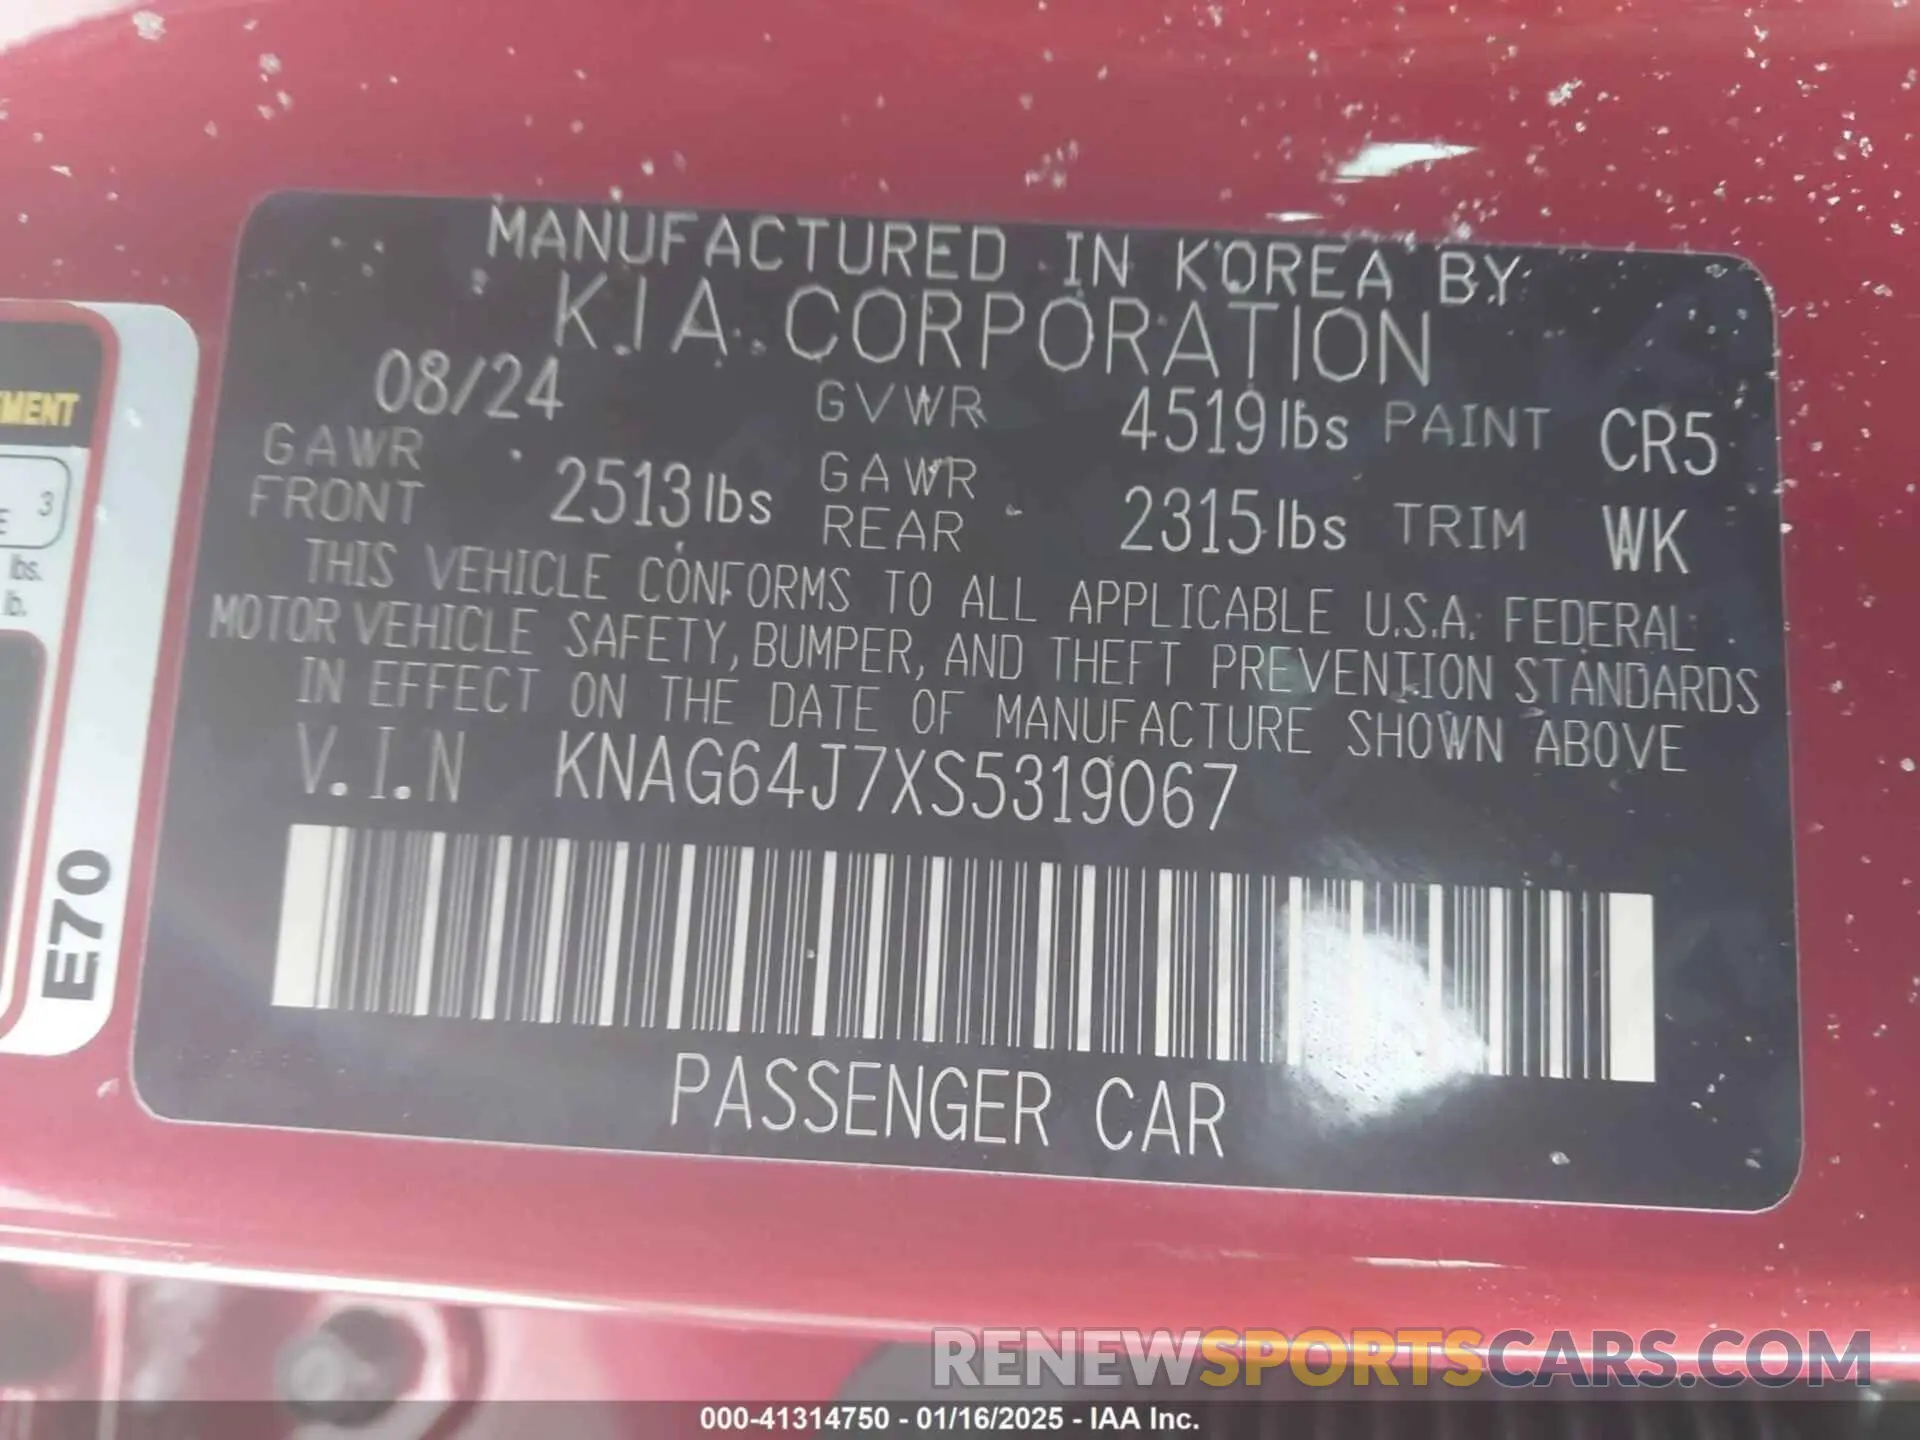 MANUFACTURED IN KOREA BY
KIA CORPORATION
08/24 GVWR 4519 lbs PAINT CR5
GAWR FRONT 2513 lbs GAWR REAR 2315 lbs TRIM WK
THIS VEHICLE CONFORMS TO ALL APPLICABLE U.S.A. FEDERAL
MOTOR VEHICLE SAFETY, BUMPER, AND THEFT PREVENTION STANDARDS
IN EFFECT ON THE DATE OF MANUFACTURE SHOWN ABOVE
V.I.N KNAG64J7XS5319067
PASSENGER CAR
3
lbs.
lb.
E70
RENEWSPORTSCARS.COM
000-41314750 - 01/16/2025 - IAA Inc.